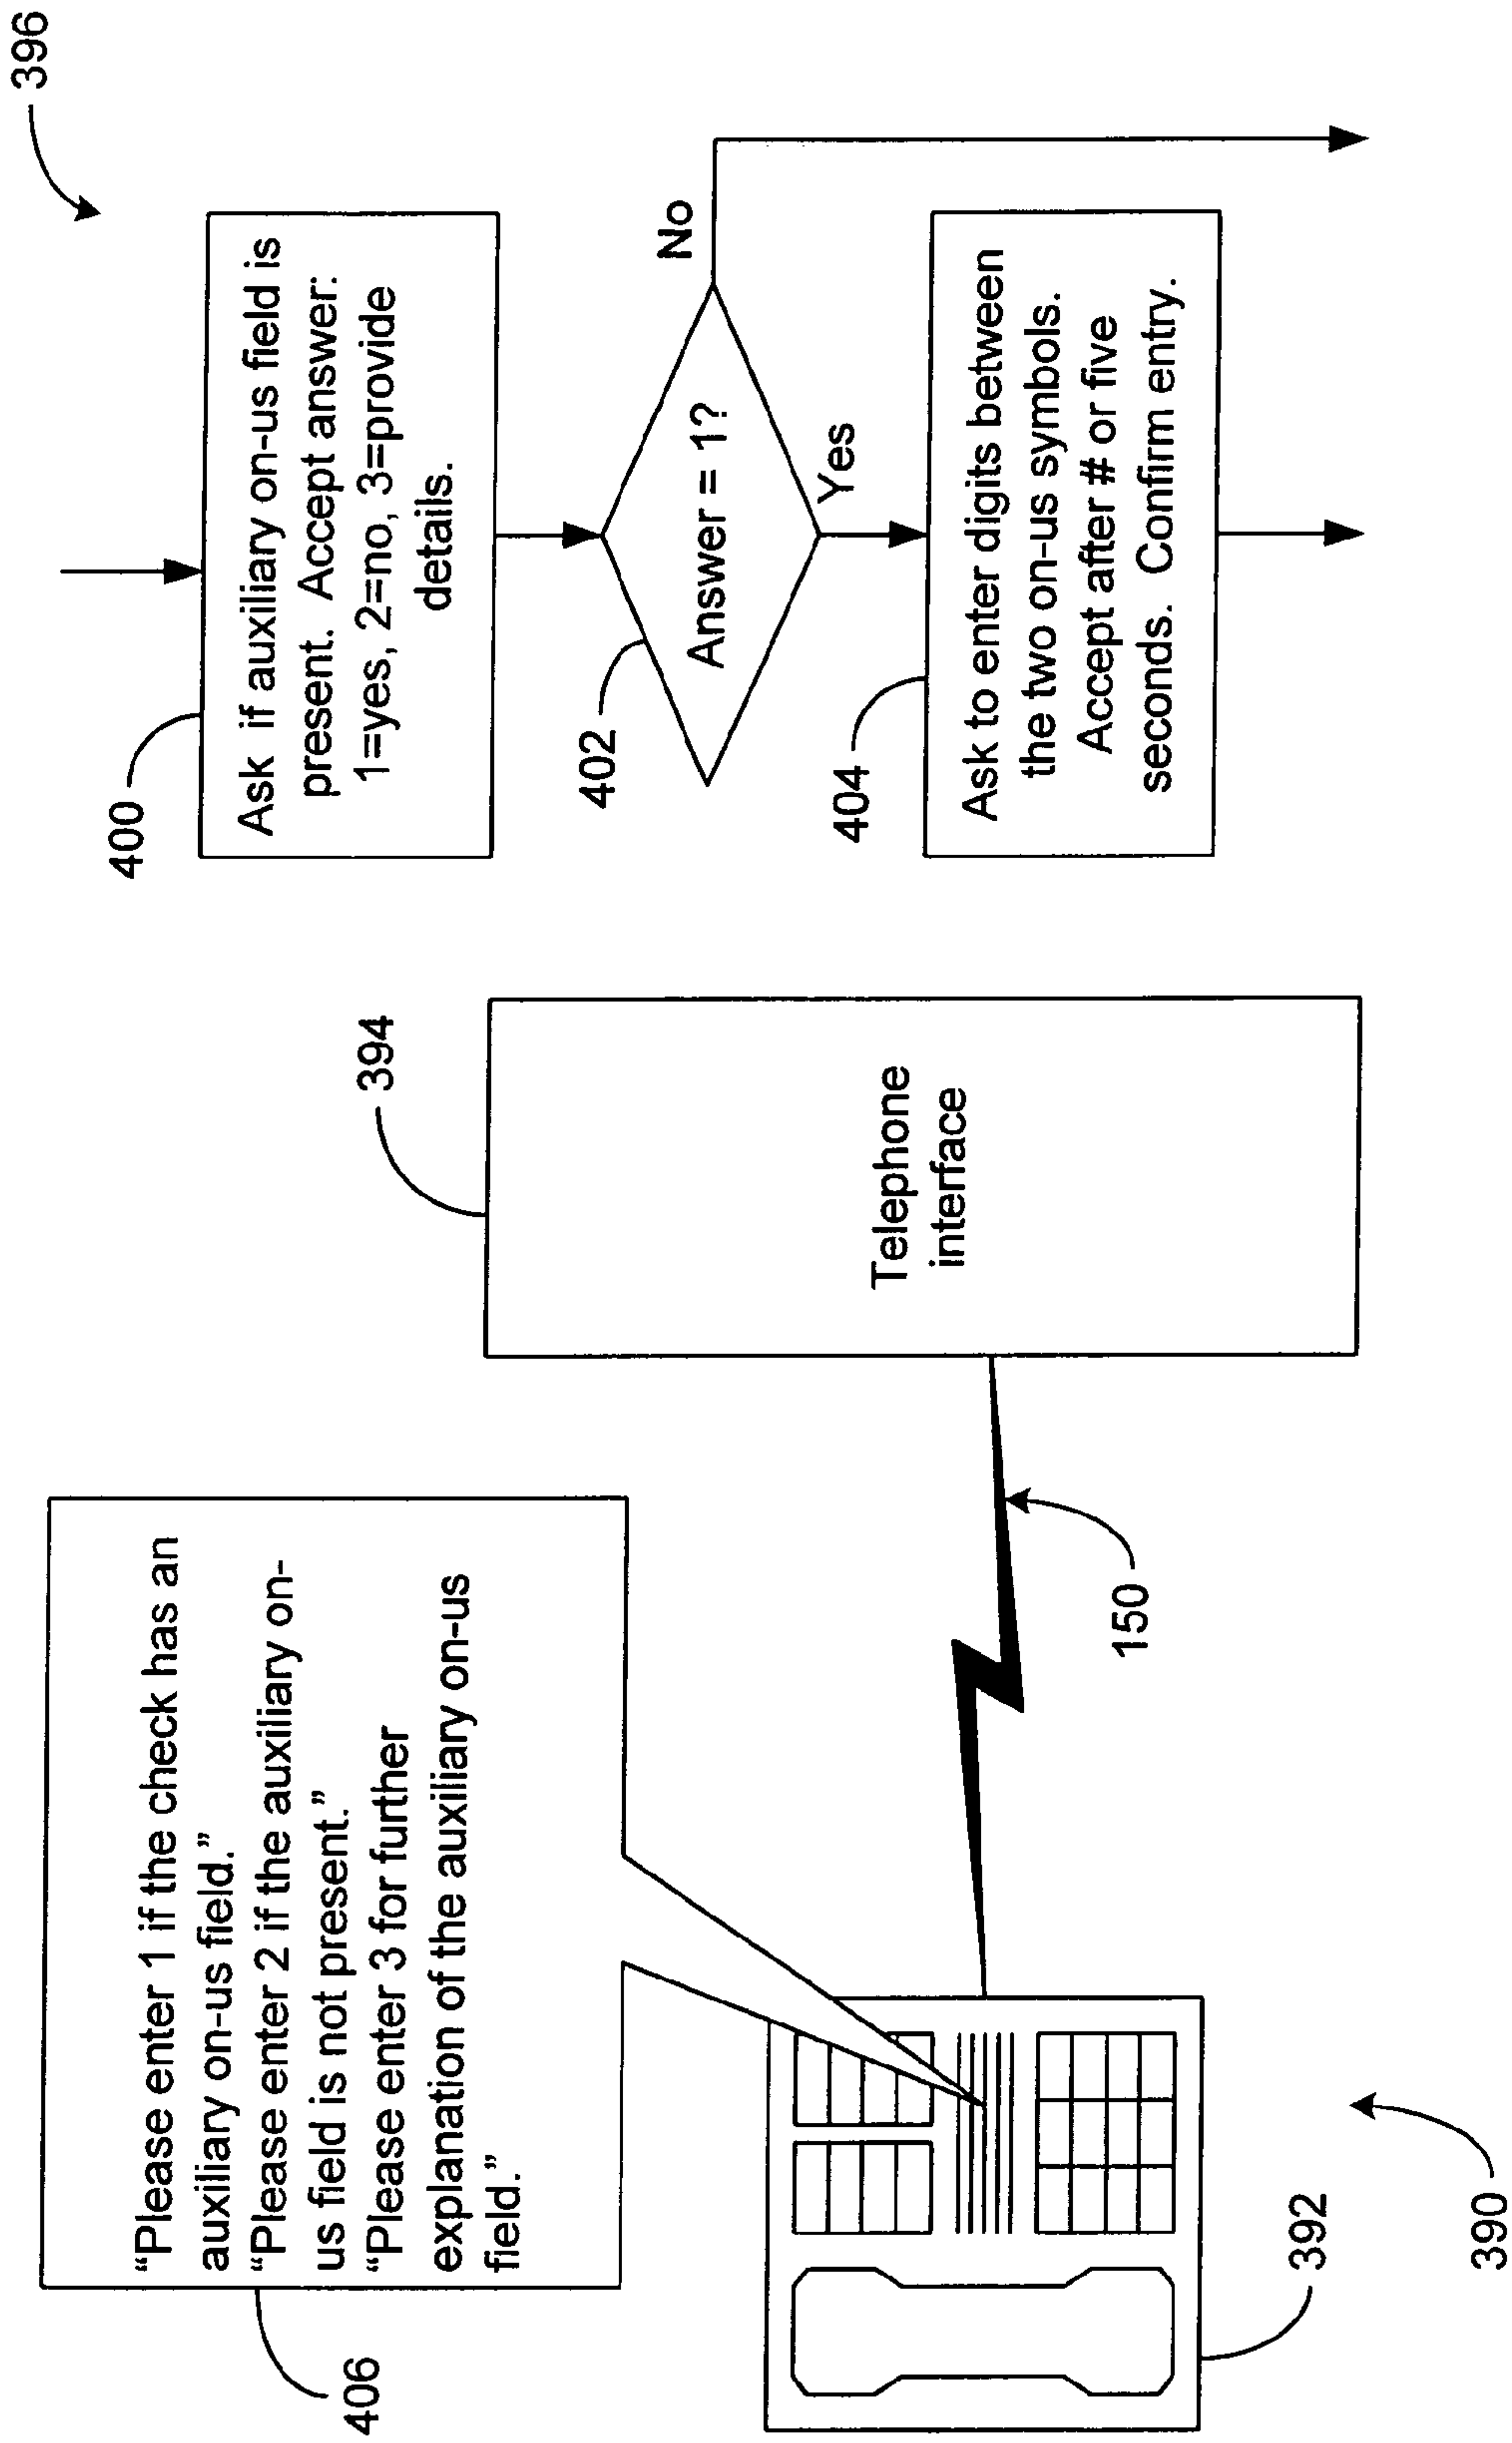 406
“Please enter 1 if the check has an
auxiliary on-us field.”
“Please enter 2 if the auxiliary on-
us field is not present.”
“Please enter 3 for further
explanation of the auxiliary on-us
field.”
392
390
150
394
Telephone
interface
396
400
Ask if auxiliary on-us field is
present. Accept answer:
1=yes, 2=no, 3=provide
details.
402
Answer = 1?
No
Yes
404
Ask to enter digits between
the two on-us symbols.
Accept after # or five
seconds. Confirm entry.